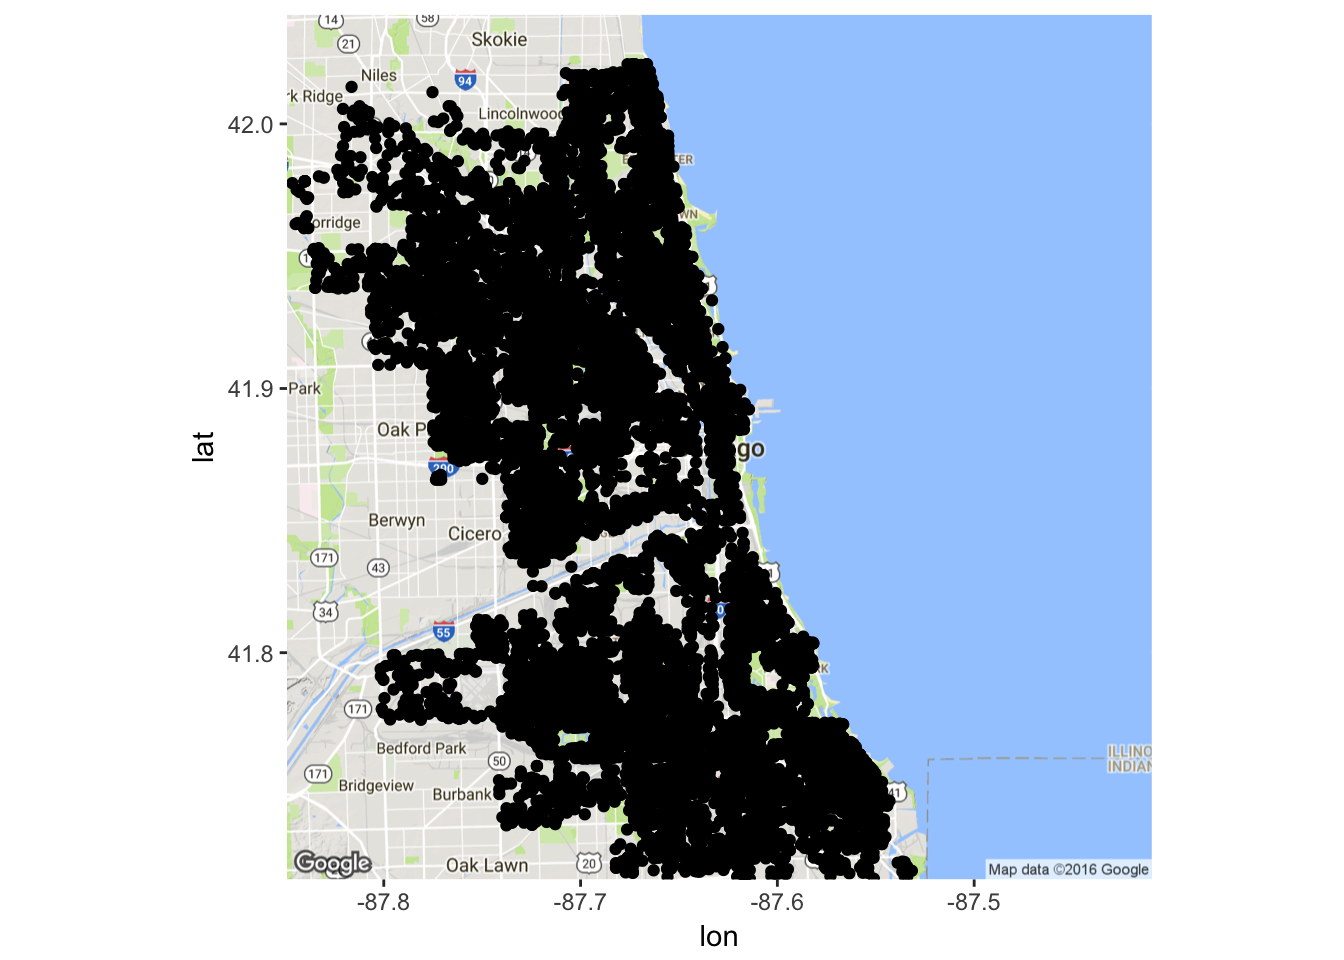 14
58
21
Skokie
94
Niles
rk Ridge
Lincolnwood
42.0
TER
WN
orridge
41.9
Park
Oak P
go
290
Berwyn
Cicero
171
43
34
55
41.8
K
171
Bedford Park
50
171
Bridgeview
Burbank
41
ILLINO
INDIAN
Oak Lawn
20
Google
Map data ©2016 Google
-87.8
-87.7
-87.6
-87.5
lon
lat